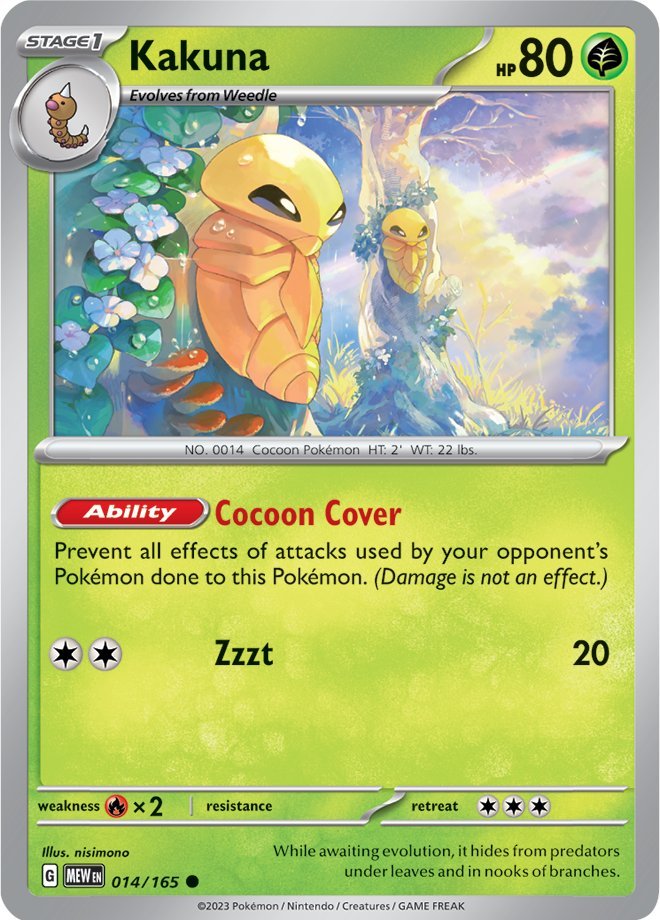 STAGE1
Kakuna
HP 80
Evolves from Weedle
NO. 0014 Cocoon Pokémon HT: 2' WT: 22 lbs.
Ability Cocoon Cover
Prevent all effects of attacks used by your opponent's
Pokémon done to this Pokémon. (Damage is not an effect.)
Zzzt 20
weakness ×2 resistance retreat
Illus. nisimono
While awaiting evolution, it hides from predators
under leaves and in nooks of branches.
G MEW EN 014/165
©2023 Pokémon / Nintendo / Creatures / GAME FREAK